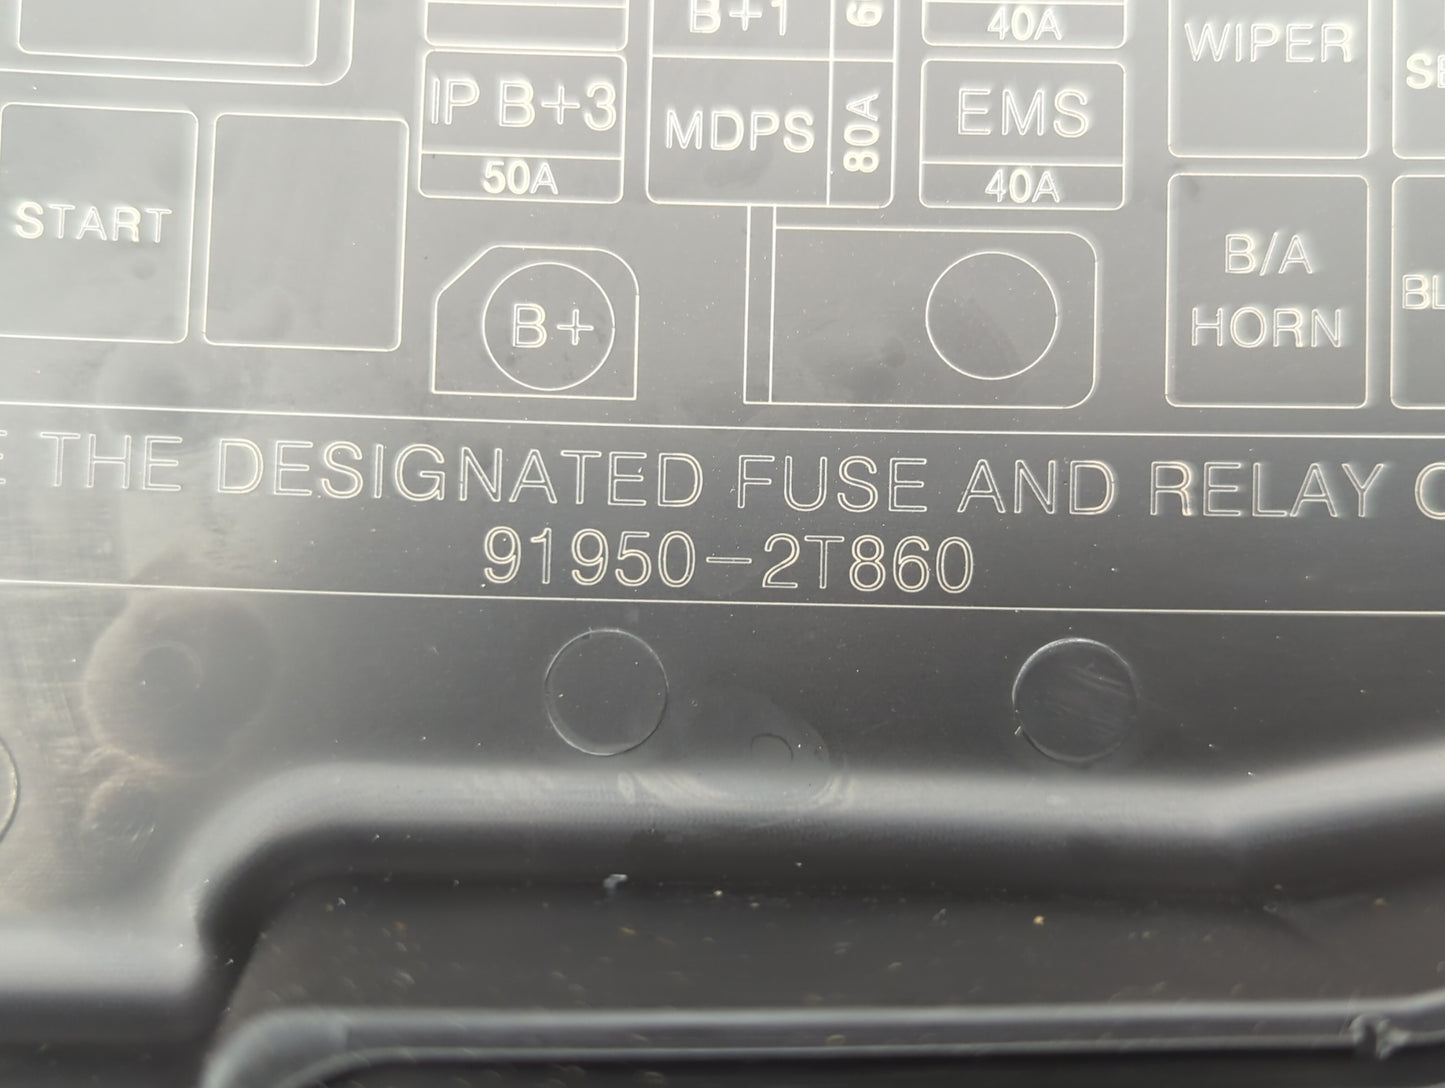 B+1
40A
WIPER
IP B+3
50A
MDPS
80A
EMS
40A
START
B+
B/A
HORN
THE DESIGNATED FUSE AND RELAY
91950-2T860